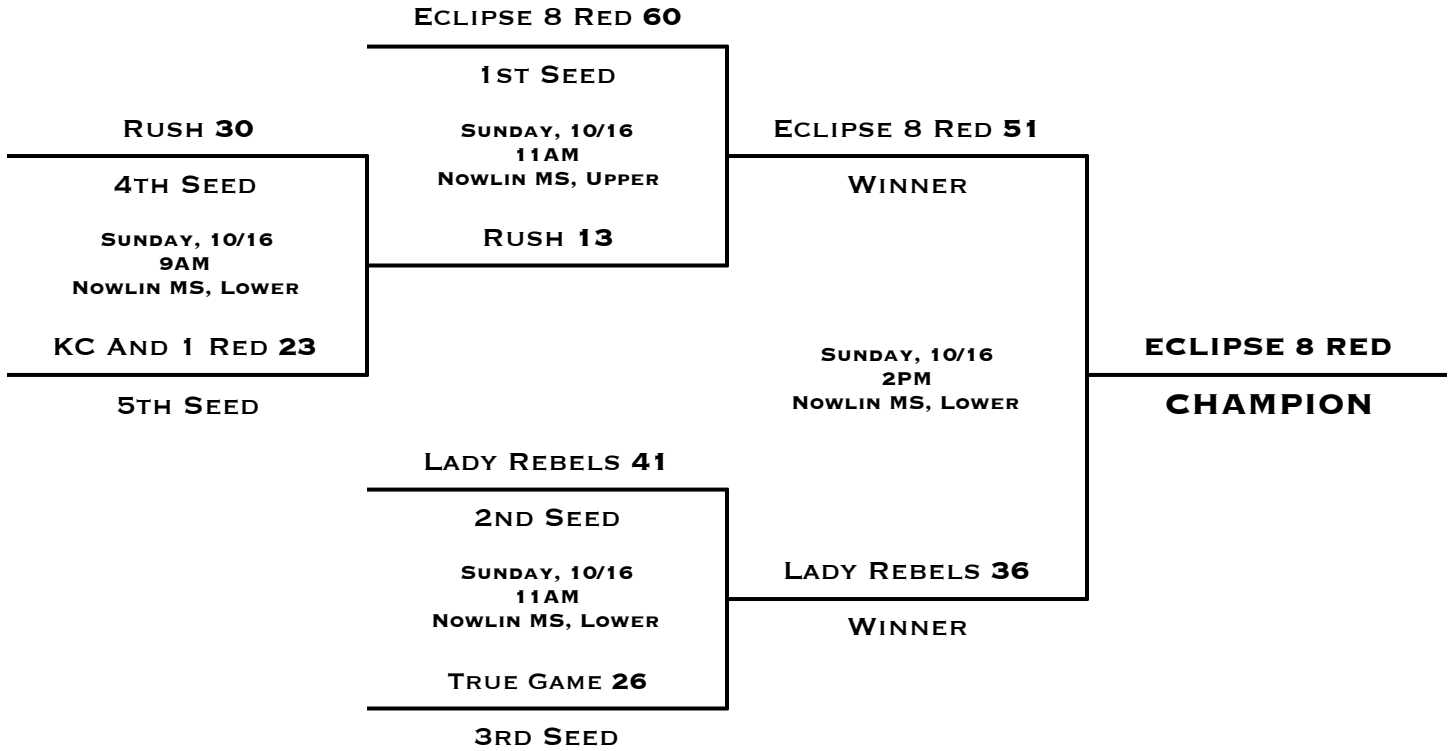 Eclipse 8 Red 60
1st Seed
Sunday, 10/16
11AM
Nowlin MS, Upper
Rush 13
Rush 30
4th Seed
Sunday, 10/16
9AM
Nowlin MS, Lower
KC And 1 Red 23
5th Seed
Eclipse 8 Red 51
Winner
Sunday, 10/16
2PM
Nowlin MS, Lower
Lady Rebels 36
Winner
Lady Rebels 41
2nd Seed
Sunday, 10/16
11AM
Nowlin MS, Lower
True Game 26
3rd Seed
ECLIPSE 8 RED
CHAMPION